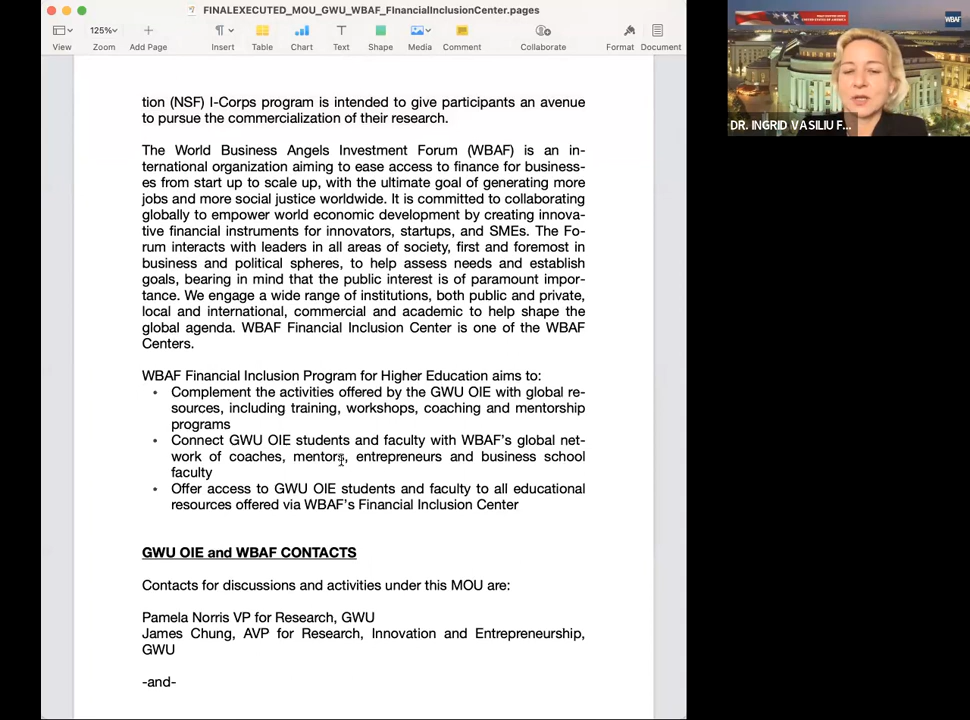 FINALEXECUTED_MOU_GWU_WBAF_FInancialInclusionCenter.pages
125%
View Zoom Add Page Insert Table Chart Text Shape Media Comment Collaborate Format Document
tion (NSF) I-Corps program is intended to give participants an avenue
to pursue the commercialization of their research.
The World Business Angels Investment Forum (WBAF) is an in-
ternational organization aiming to ease access to finance for business-
es from start up to scale up, with the ultimate goal of generating more
jobs and more social justice worldwide. It is committed to collaborating
globally to empower world economic development by creating innova-
tive financial instruments for innovators, startups, and SMEs. The Fo-
rum interacts with leaders in all areas of society, first and foremost in
business and political spheres, to help assess needs and establish
goals, bearing in mind that the public interest is of paramount impor-
tance. We engage a wide range of institutions, both public and private,
local and international, commercial and academic to help shape the
global agenda. WBAF Financial Inclusion Center is one of the WBAF
Centers.
WBAF Financial Inclusion Program for Higher Education aims to:
• Complement the activities offered by the GWU OIE with global re-
sources, including training, workshops, coaching and mentorship
programs
• Connect GWU OIE students and faculty with WBAF's global net-
work of coaches, mentors, entrepreneurs and business school
faculty
• Offer access to GWU OIE students and faculty to all educational
resources offered via WBAF's Financial Inclusion Center
GWU OIE and WBAF CONTACTS
Contacts for discussions and activities under this MOU are:
Pamela Norris VP for Research, GWU
James Chung, AVP for Research, Innovation and Entrepreneurship,
GWU
-and-
WBAF
DR. INGRID VASILIU F...